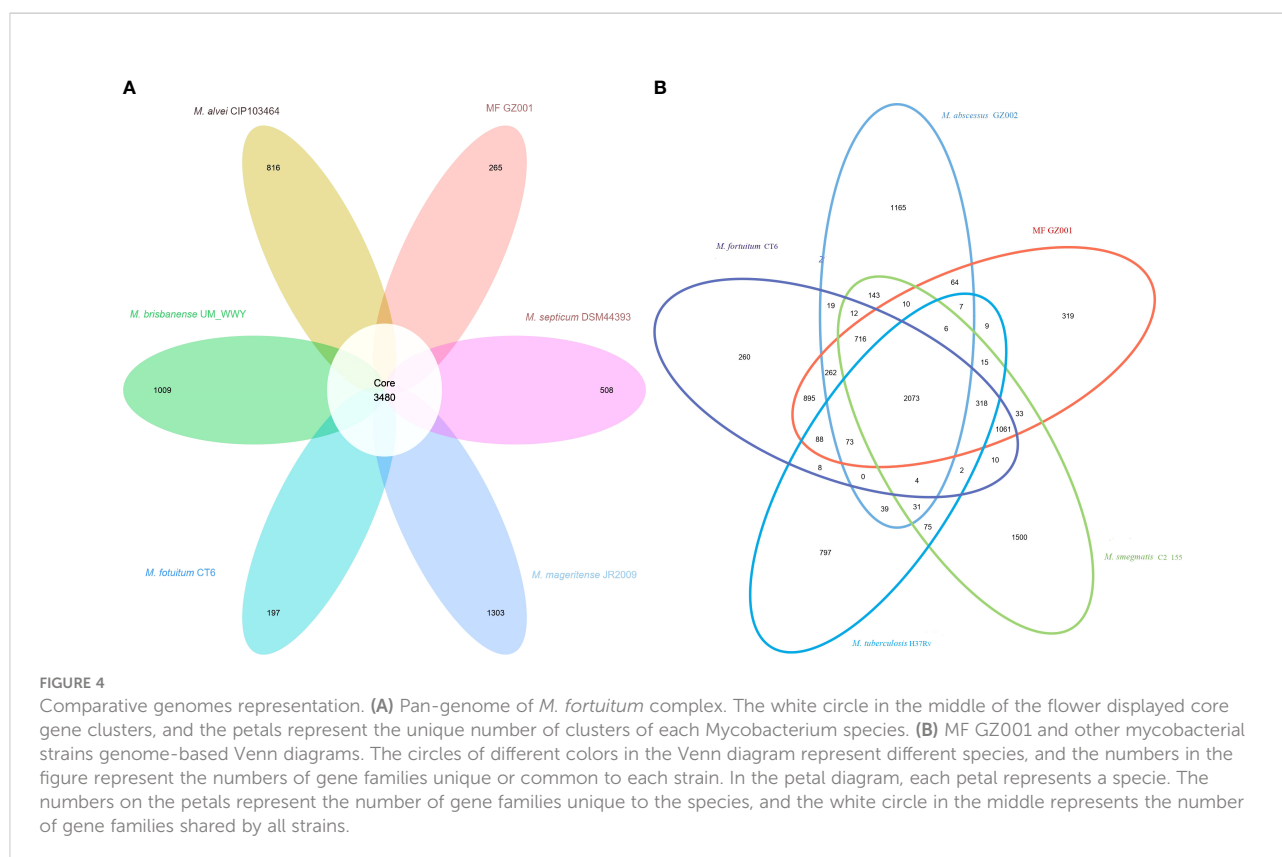 A
M. alvei CIP103464
MF GZ001
816
265
M. brisbanense UM_WWY
M. septicum DSM44393
1009
Core
3480
508
M. fotuitum CT6
M. mageritense JR2009
197
1303
B
M. abscessus GZ002
1165
MF GZ001
M. fortuitum CT6
Z
64
19
143
10
7
12
9
319
6
716
260
15
262
895
2073
318
33
1061
88
73
10
8
0
4
2
39
31
75
797
1500
M. smegmatis C2 155
M. tuberculosis H37Rv
FIGURE 4
Comparative genomes representation. (A) Pan-genome of M. fortuitum complex. The white circle in the middle of the flower displayed core
gene clusters, and the petals represent the unique number of clusters of each Mycobacterium species. (B) MF GZ001 and other mycobacterial
strains genome-based Venn diagrams. The circles of different colors in the Venn diagram represent different species, and the numbers in the
figure represent the numbers of gene families unique or common to each strain. In the petal diagram, each petal represents a specie. The
numbers on the petals represent the number of gene families unique to the species, and the white circle in the middle represents the number
of gene families shared by all strains.